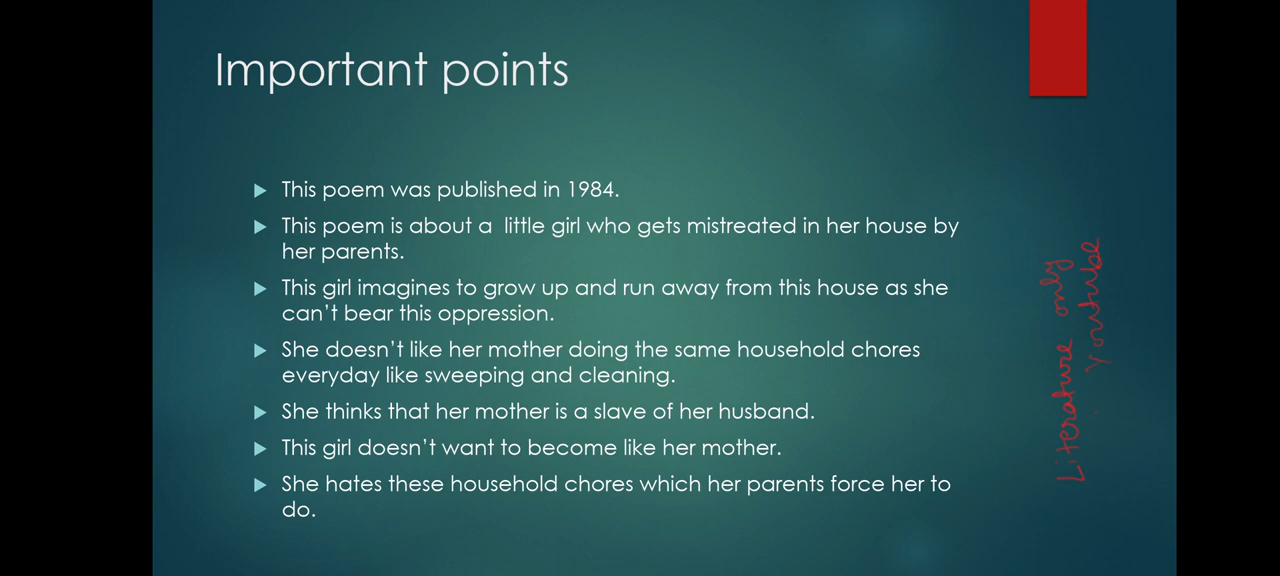 Important points
This poem was published in 1984.
This poem is about a  little girl who gets mistreated in her house by
her parents.
This girl imagines to grow up and run away from this house as she
can't bear this oppression.
She doesn't like her mother doing the same household chores
everyday like sweeping and cleaning.
She thinks that her mother is a slave of her husband.
This girl doesn't want to become like her mother.
She hates these household chores which her parents force her to
do.
Literature only
Youtube